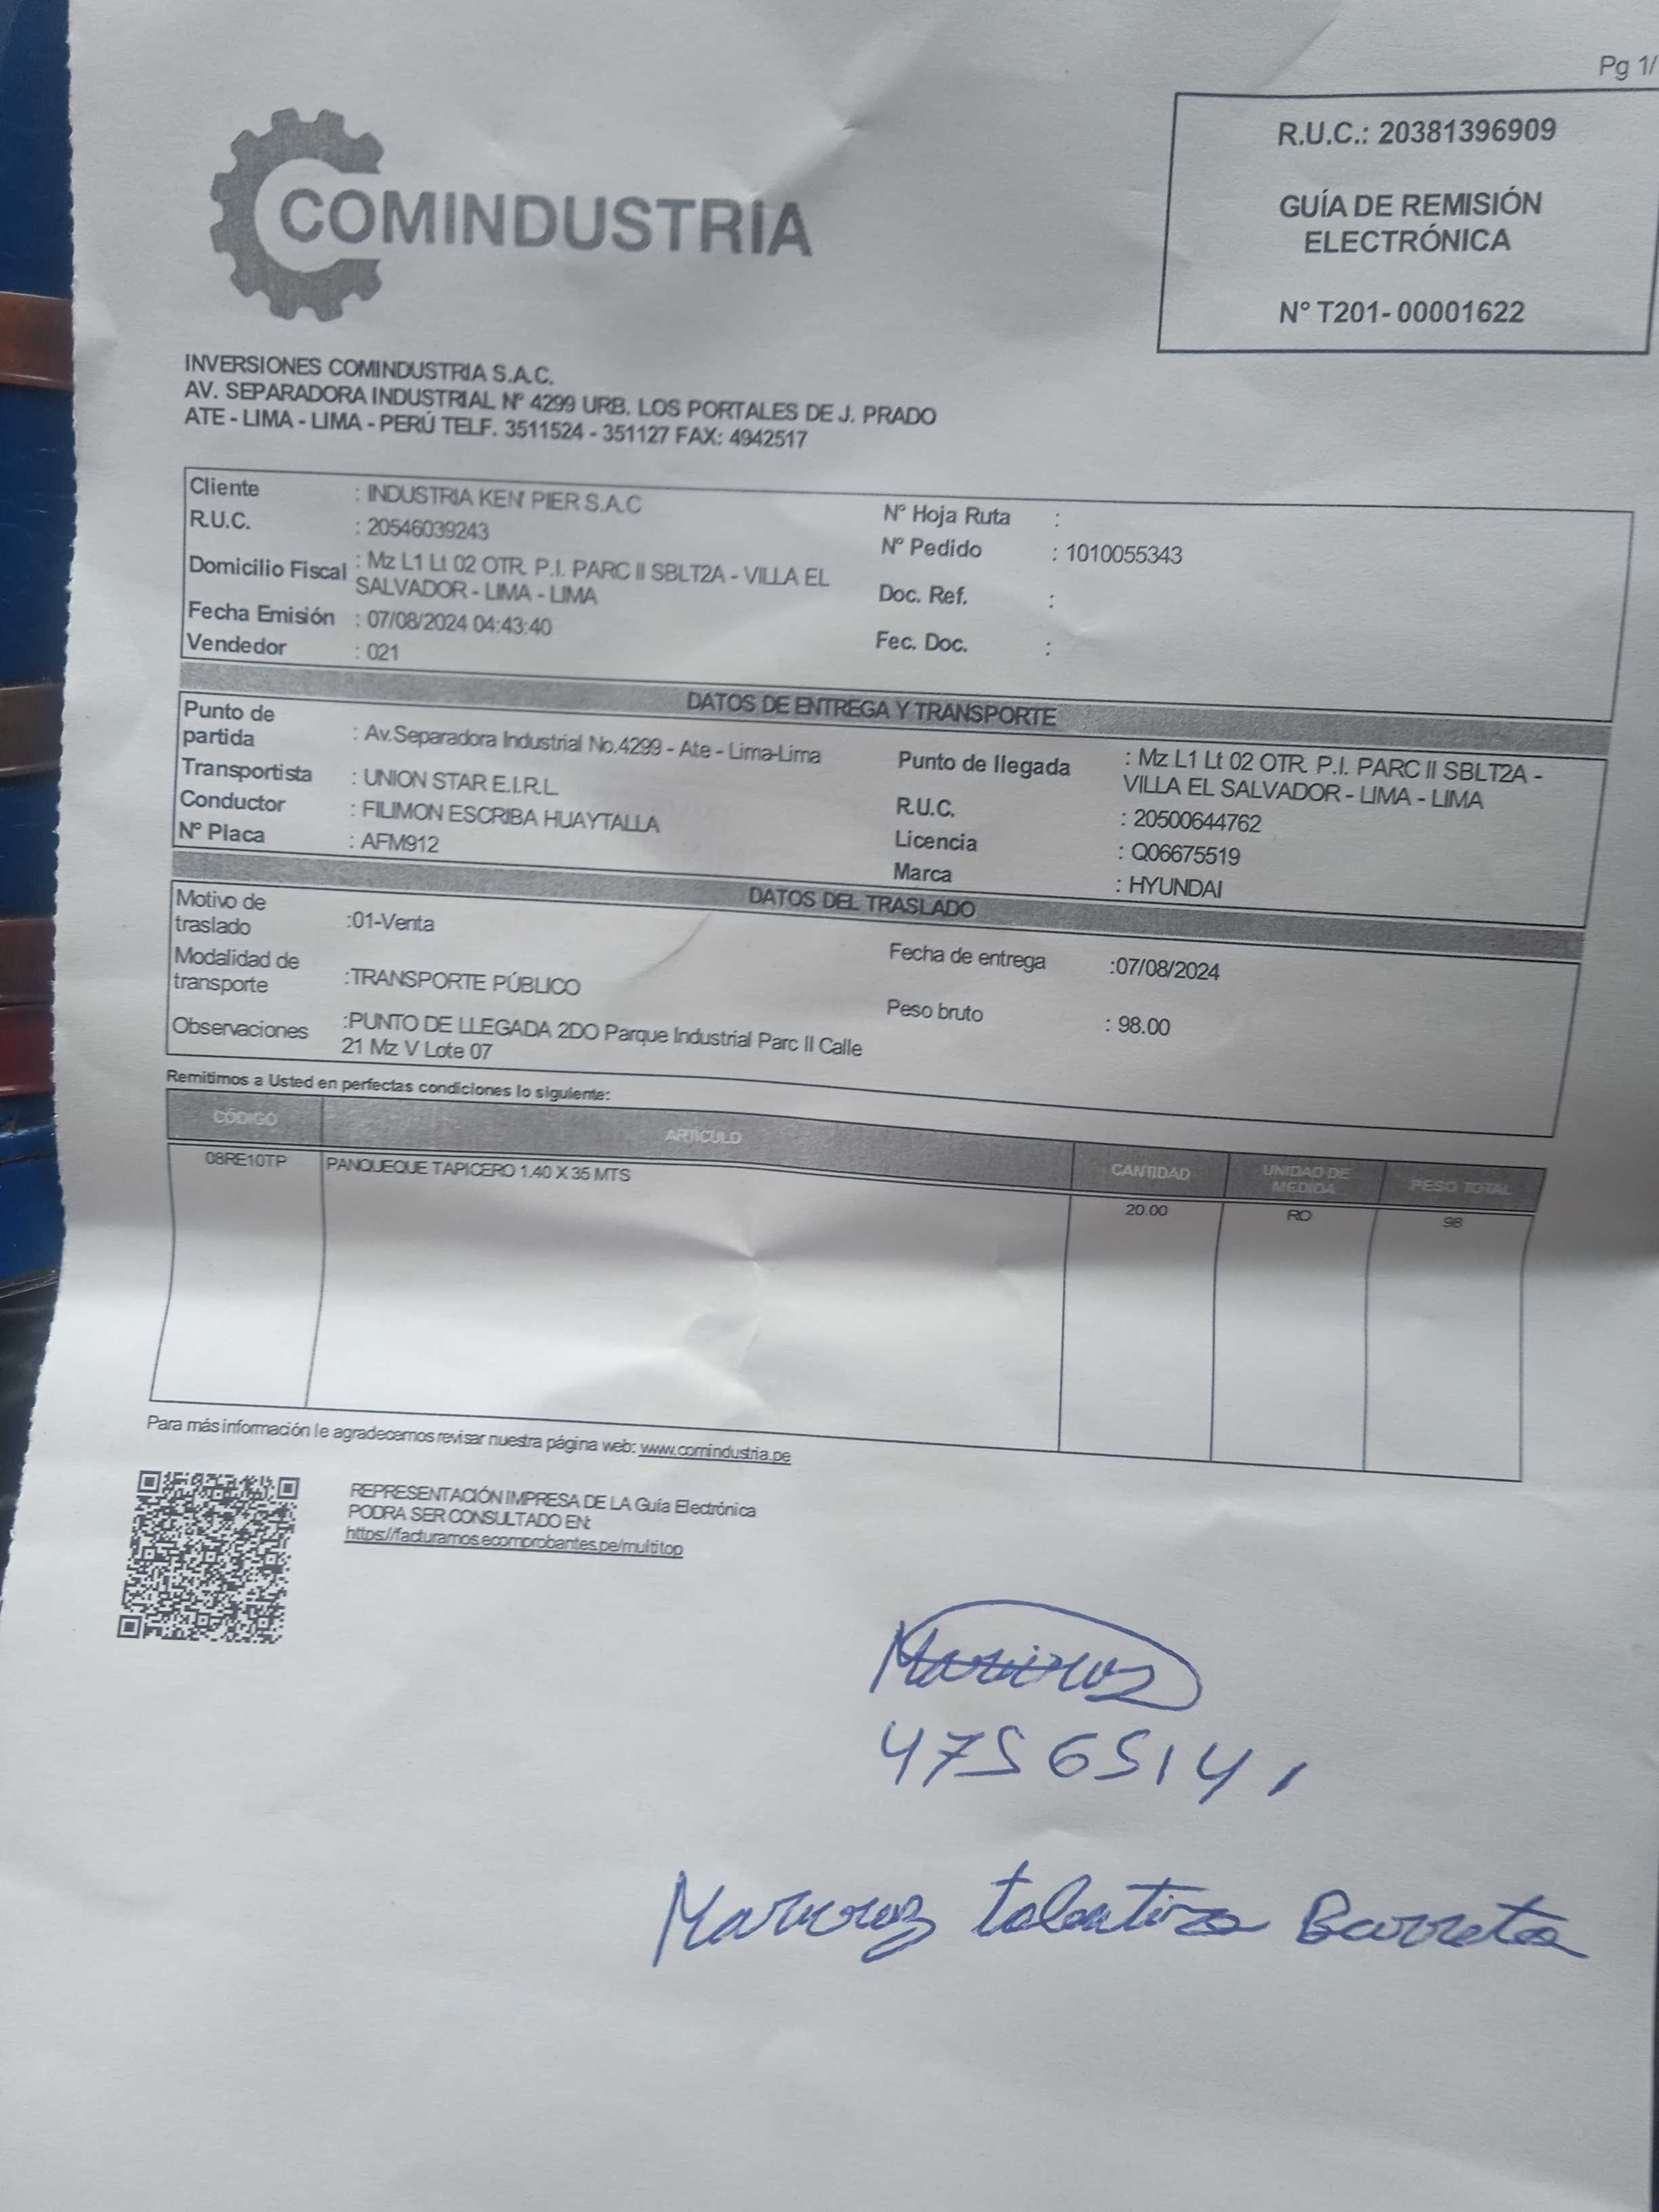 Pg 1/
COMINDUSTRIA
R.U.C.: 20381396909
GUÍA DE REMISIÓN
ELECTRÓNICA
N° T201- 00001622
INVERSIONES COMINDUSTRIA S.A.C.
AV. SEPARADORA INDUSTRIAL Nº 4299 URB. LOS PORTALES DE J. PRADO
ATE - LIMA - LIMA - PERÚ TELF. 3511524 - 351127 FAX: 4942517
Cliente : INDUSTRIA KEN' PIER S.A.C
R.U.C. : 20546039243
Domicilio Fiscal : Mz L1 Lt 02 OTR. P.I. PARC II SBLT2A - VILLA EL
SALVADOR - LIMA - LIMA
Fecha Emisión : 07/08/2024 04:43:40
Vendedor : 021
N° Hoja Ruta :
N° Pedido : 1010055343
Doc. Ref. :
Fec. Doc. :
DATOS DE ENTREGA Y TRANSPORTE
Punto de
partida : Av.Separadora Industrial No.4299 - Ate - Lima-Lima
Transportista : UNION STAR E.I.R.L
Conductor : FILIMON ESCRIBA HUAYTALLA
N° Placa : AFM912
Punto de llegada : Mz L1 Lt 02 OTR. P.I. PARC II SBLT2A -
VILLA EL SALVADOR - LIMA - LIMA
R.U.C. : 20500644762
Licencia : Q06675519
Marca : HYUNDAI
DATOS DEL TRASLADO
Motivo de
traslado :01-Venta
Modalidad de
transporte :TRANSPORTE PÚBLICO
Observaciones :PUNTO DE LLEGADA 2DO Parque Industrial Parc II Calle
21 Mz V Lote 07
Fecha de entrega :07/08/2024
Peso bruto : 98.00
Remitimos a Usted en perfectas condiciones lo siguiente:
CÓDIGO ARTÍCULO CANTIDAD UNIDAD DE MEDIDA PESO TOTAL
08RE10TP PANQUEQUE TAPICERO 1.40 X 35 MTS 20.00 RO 98
Para más información le agradecemos revisar nuestra página web: www.comindustria.pe
REPRESENTACIÓN IMPRESA DE LA Guía Electrónica
PODRA SER CONSULTADO EN:
https://facturamos.ecomprobantes.pe/multitop
47565141
Maricruz tolentino Barreto